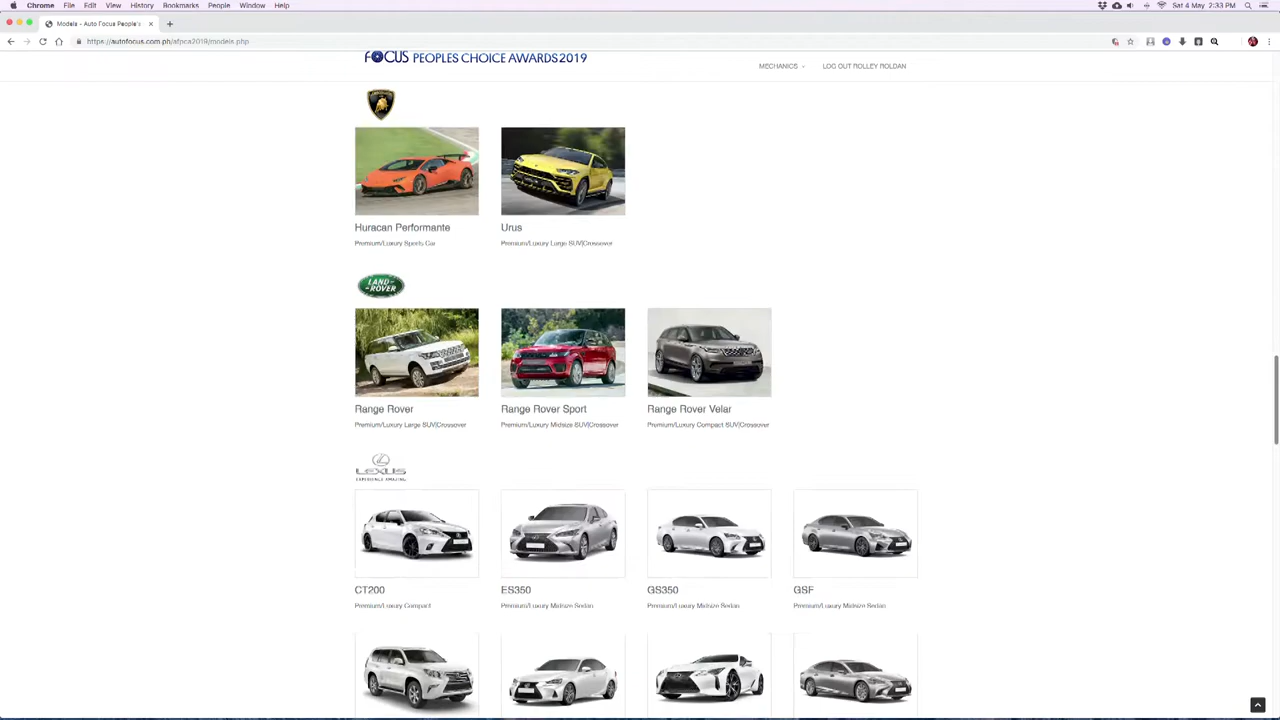 Chrome File Edit View History Bookmarks People Window Help
Sat 4 May 2:33 PM
Models - Auto Focus People's
https://autofocus.com.ph/afpca2019/models.php
FOCUS PEOPLES CHOICE AWARDS 2019
MECHANICS LOG OUT ROLLEY ROLDAN
Huracan Performante Urus
Premium/Luxury Sports Car Premium/Luxury Large SUV|Crossover
LAND-
ROVER
Range Rover Range Rover Sport Range Rover Velar
Premium/Luxury Large SUV|Crossover Premium/Luxury Midsize SUV|Crossover Premium/Luxury Compact SUV|Crossover
LEXUS
EXPERIENCE AMAZING
CT200 ES350 GS350 GSF
Premium/Luxury Compact Premium/Luxury Midsize Sedan Premium/Luxury Midsize Sedan Premium/Luxury Midsize Sedan